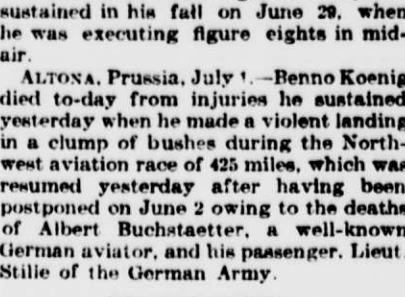 sustained in his fall on June 29, when
he was executing figure eights in mid-
air.
ALTONA, Prussia, July 1.—Benno Koenig
died to-day from injuries he sustained
yesterday when he made a violent landing
in a clump of bushes during the North-
west aviation race of 425 miles, which was
resumed yesterday after having been
postponed on June 2 owing to the deaths
of Albert Buchstaetter, a well-known
German aviator, and his passenger, Lieut.
Stille of the German Army.